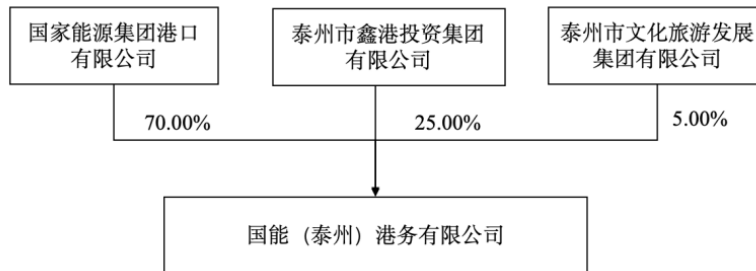 国家能源集团港口
有限公司
泰州市鑫港投资集团
有限公司
泰州市文化旅游发展
集团有限公司
70.00%
25.00%
5.00%
国能（泰州）港务有限公司